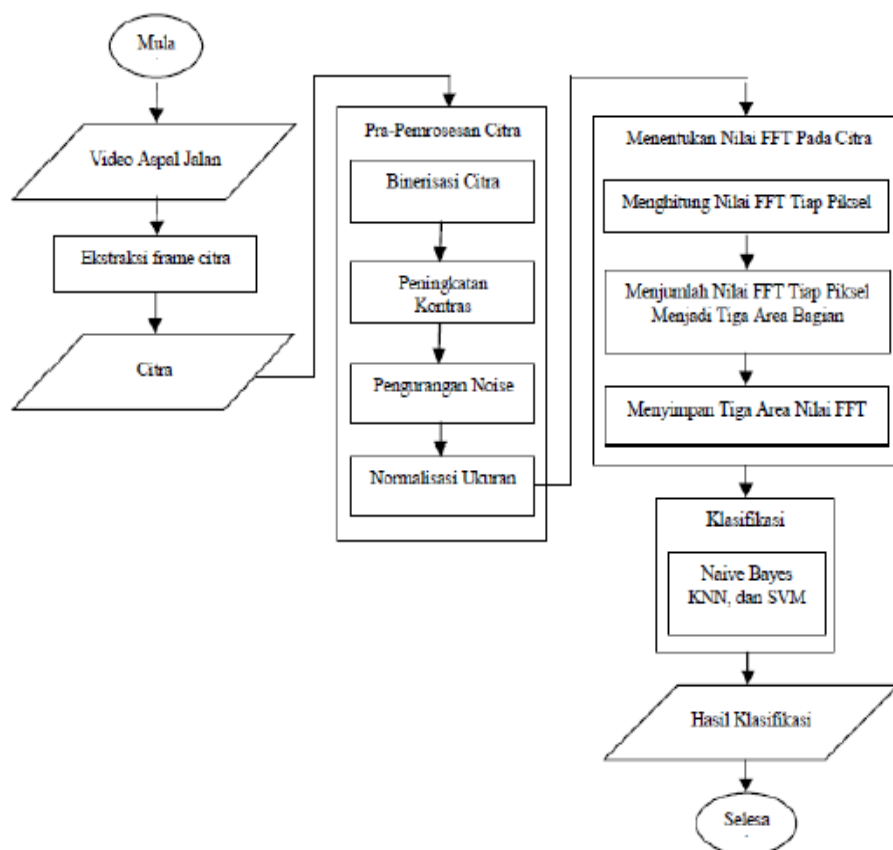 Mula
Video Aspal Jalan
Ekstraksi frame citra
Citra
Pra-Pemrosesan Citra
Binerisasi Citra
Peningkatan
Kontras
Pengurangan Noise
Normalisasi Ukuran
Menentukan Nilai FFT Pada Citra
Menghitung Nilai FFT Tiap Piksel
Menjumlah Nilai FFT Tiap Piksel
Menjadi Tiga Area Bagian
Menyimpan Tiga Area Nilai FFT
Klasifikasi
Naive Bayes
KNN, dan SVM
Hasil Klasifikasi
Selesa